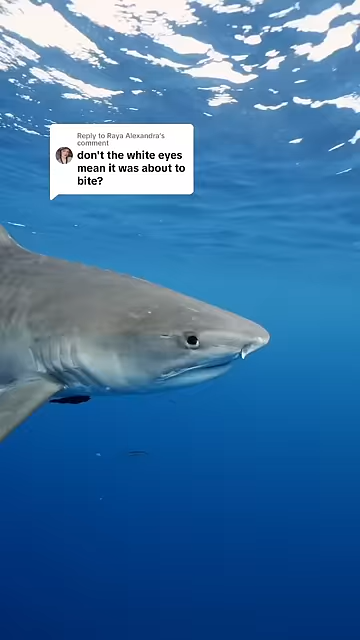 Reply to Raya Alexandra's
comment
don't the white eyes
mean it was about to
bite?